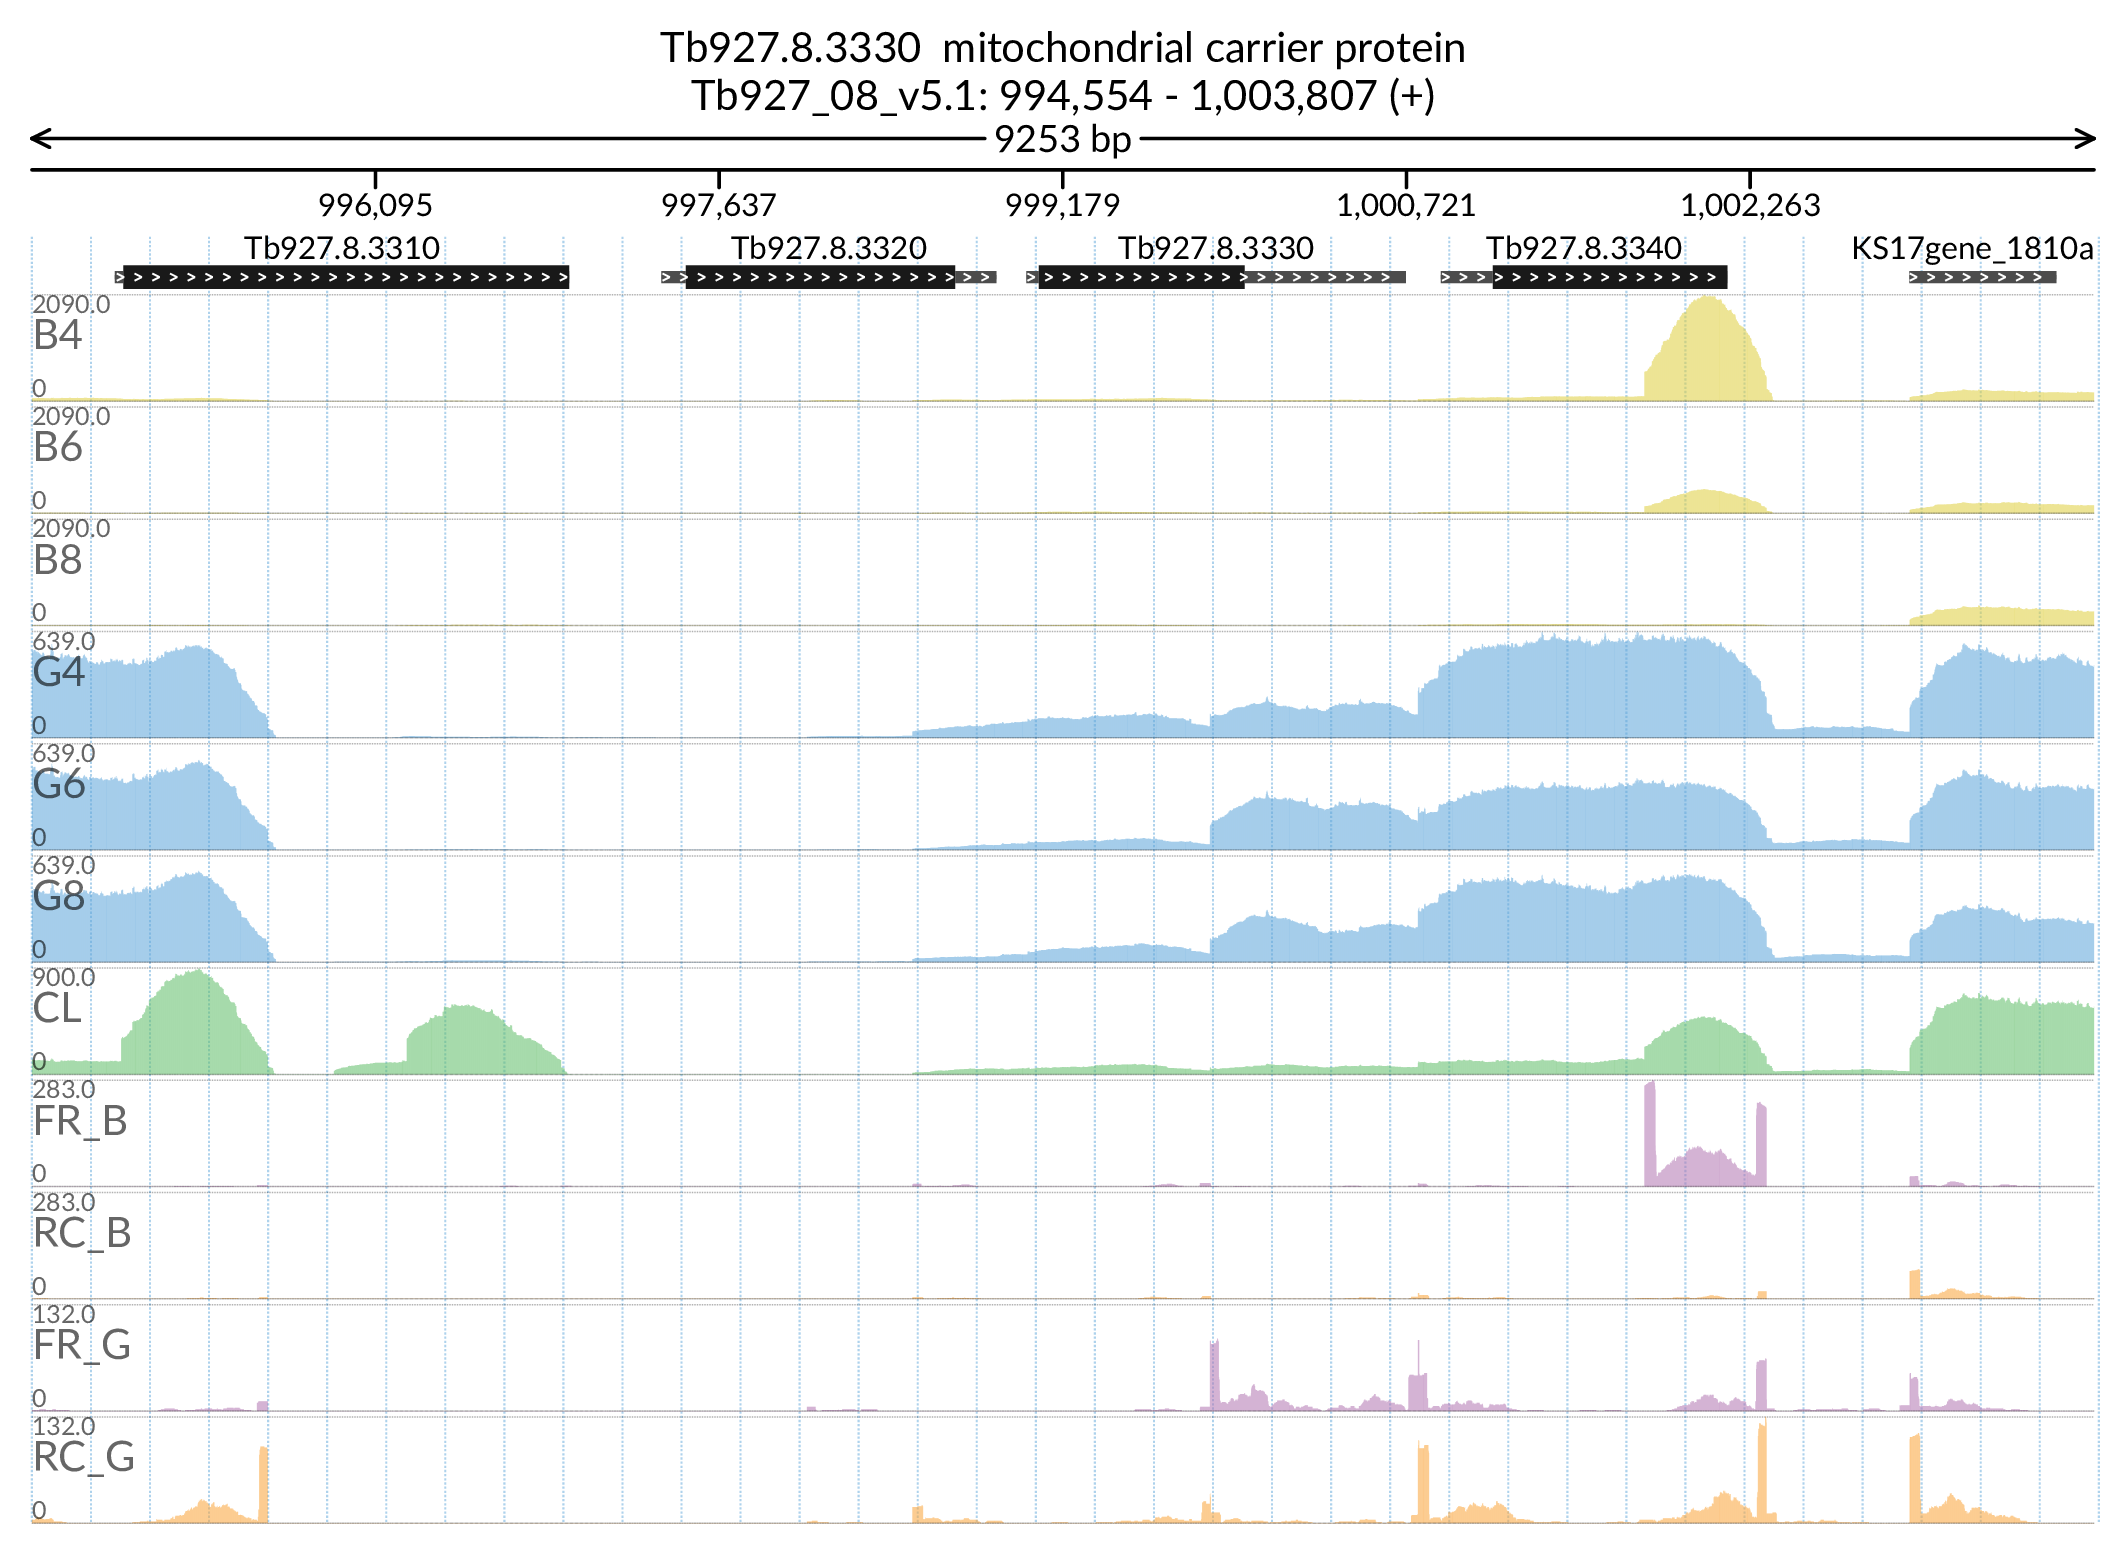 Tb927.8.3330 mitochondrial carrier protein
Tb927_08_v5.1: 994,554 - 1,003,807 (+)
9253 bp
996,095 997,637 999,179 1,000,721 1,002,263
Tb927.8.3310 Tb927.8.3320 Tb927.8.3330 Tb927.8.3340 KS17gene_1810a
2090.0
B4
0
2090.0
B6
0
2090.0
B8
0
639.0
G4
0
639.0
G6
0
639.0
G8
0
900.0
CL
0
283.0
FR_B
0
283.0
RC_B
0
132.0
FR_G
0
132.0
RC_G
0